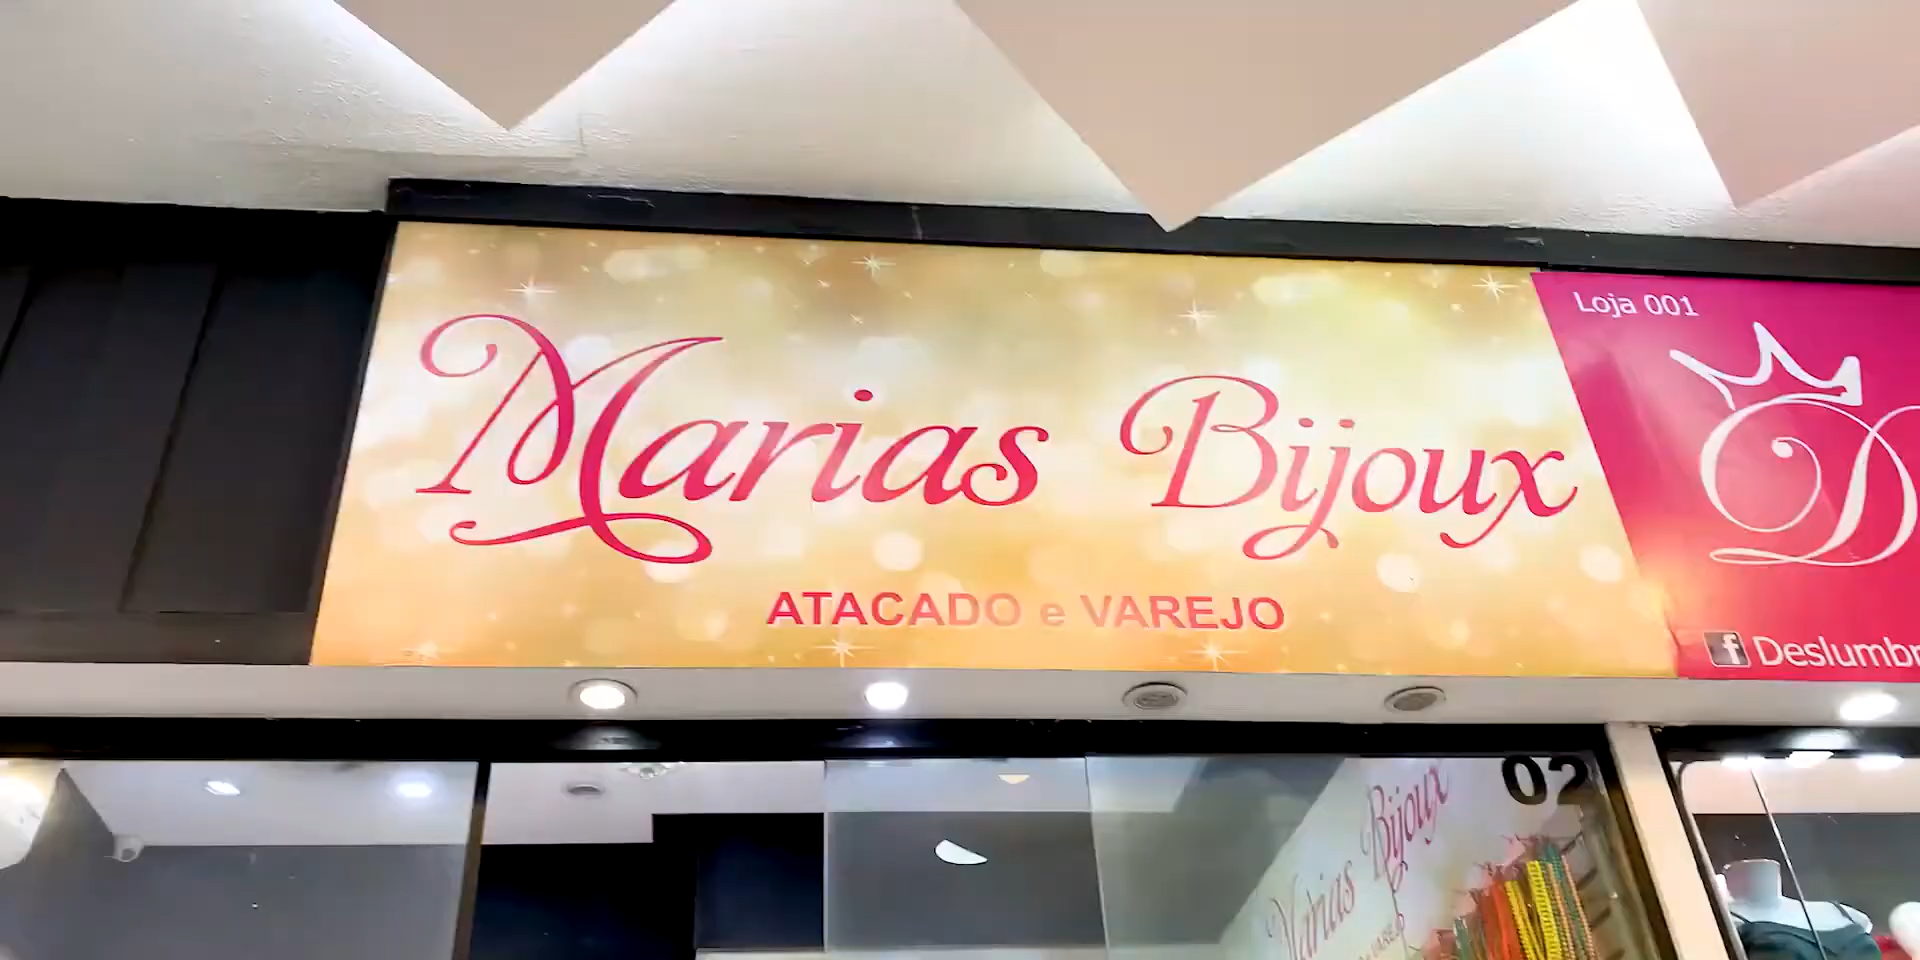 Marias Bijoux
ATACADO e VAREJO
Loja 001
D
f Deslumbr
02
Marias Bijoux